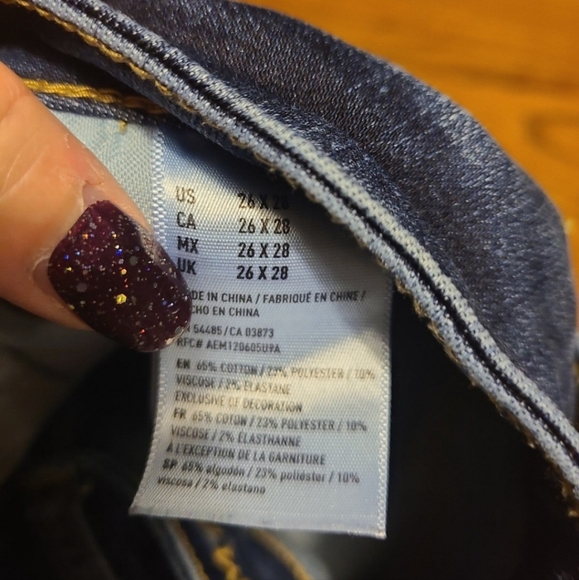 US 26 X 28
CA 26 X 28
MX 26 X 28
UK 26 X 28
DE IN CHINA / FABRIQUÉ EN CHINE /
CHO EN CHINA
54485 / CA 03873
RFC# AEM120605U9A
EN 65% COTTON / 23% POLYESTER / 10%
VISCOSE / 2% ELASTANE
EXCLUSIVE OF DECORATION
FR 65% COTON / 23% POLYESTER / 10%
VISCOSE / 2% ÉLASTHANNE
À L'EXCEPTION DE LA GARNITURE
SP 65% algodón / 23% poliéster / 10%
viscosa / 2% elastano